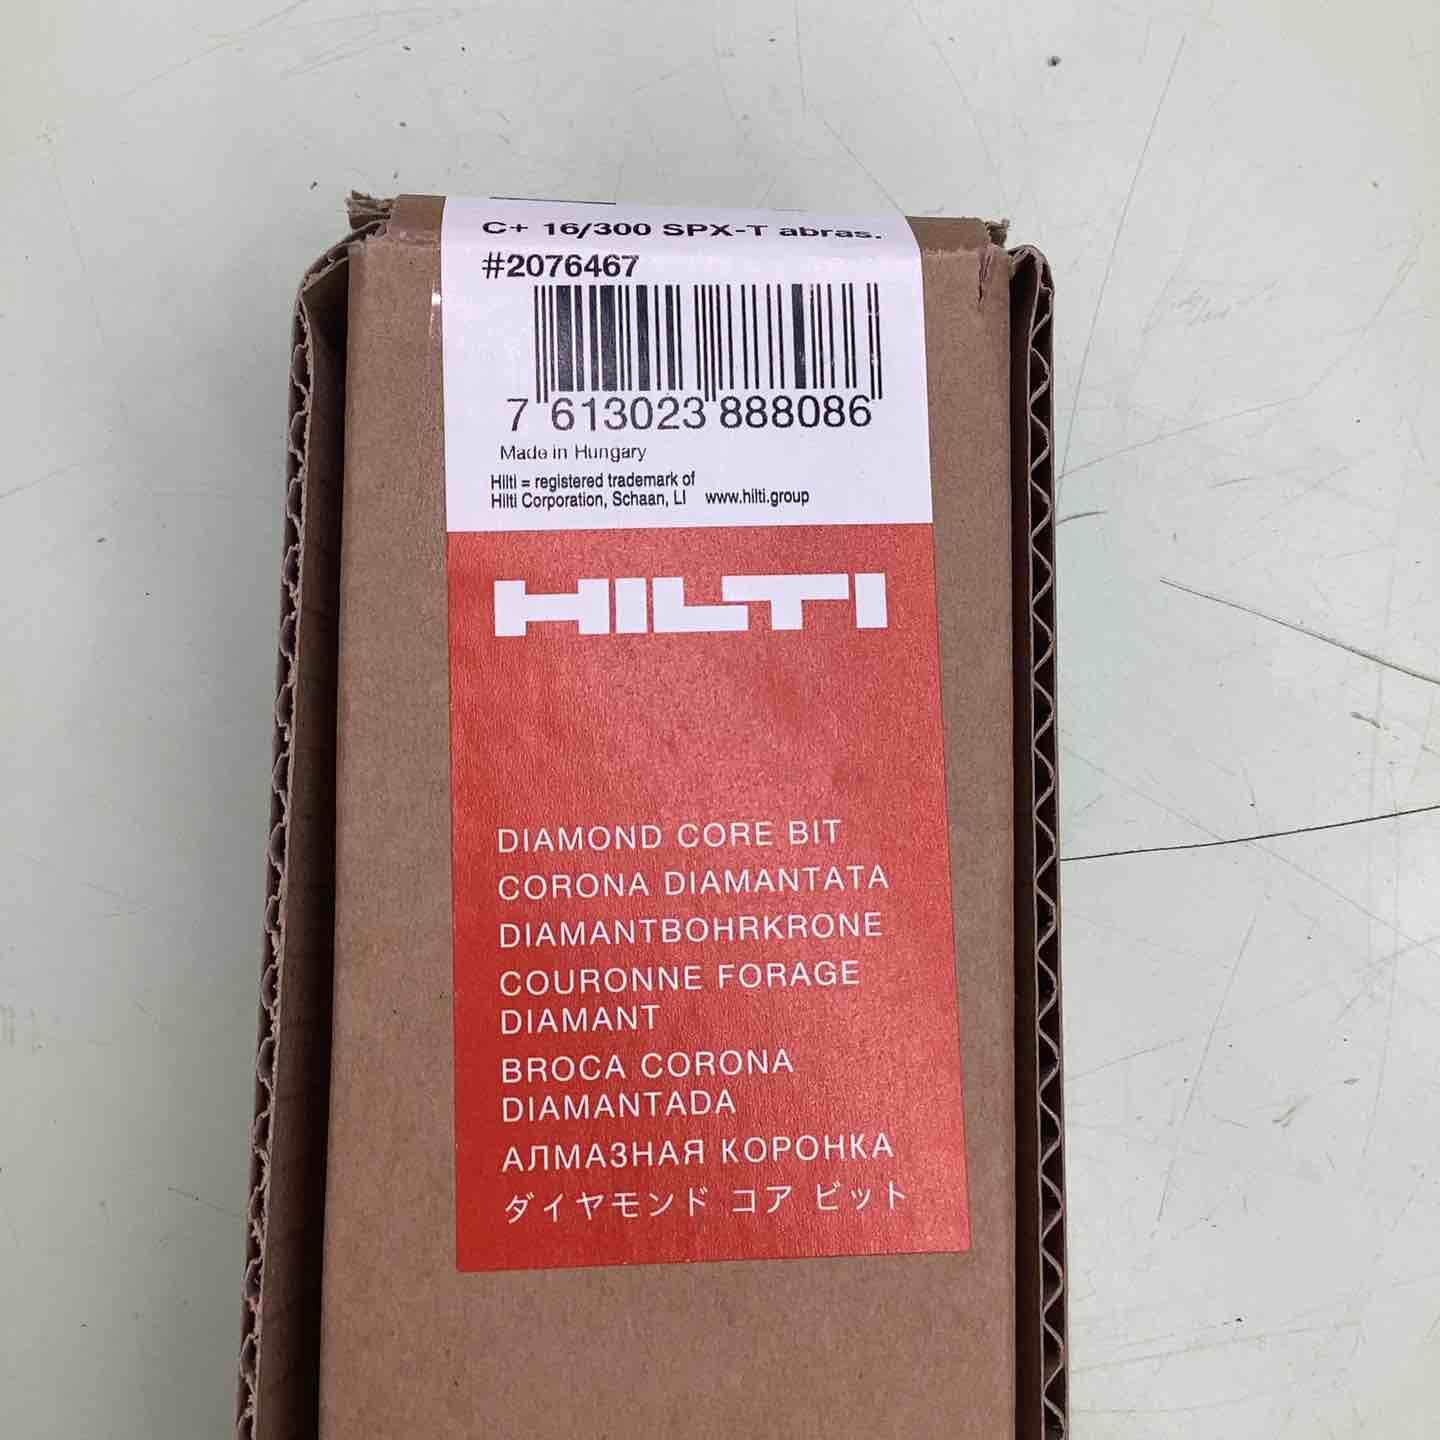 C+ 16/300 SPX-T abras.
#2076467
7 613023 888086
Made in Hungary
Hilti = registered trademark of
Hilti Corporation, Schaan, LI www.hilti.group
HILTI
DIAMOND CORE BIT
CORONA DIAMANTATA
DIAMANTBOHRKRONE
COURONNE FORAGE
DIAMANT
BROCA CORONA
DIAMANTADA
АЛМАЗНАЯ КОРОНКА
ダイヤモンド コア ビット